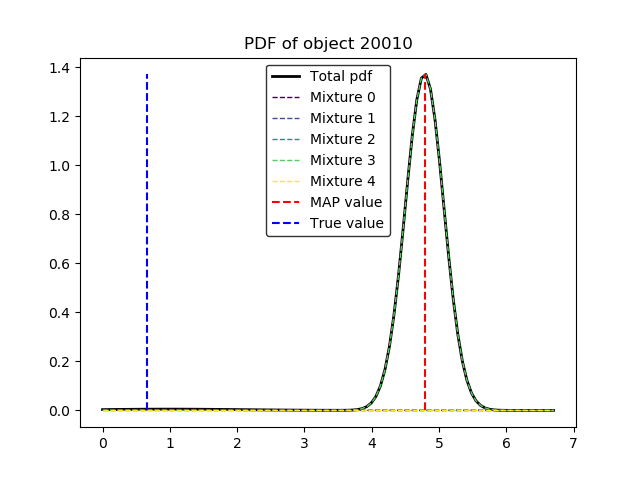 PDF of object 20010
1.4
1.2
1.0
0.8
0.6
0.4
0.2
0.0
Total pdf
Mixture 0
Mixture 1
Mixture 2
Mixture 3
Mixture 4
MAP value
True value
0 1 2 3 4 5 6 7